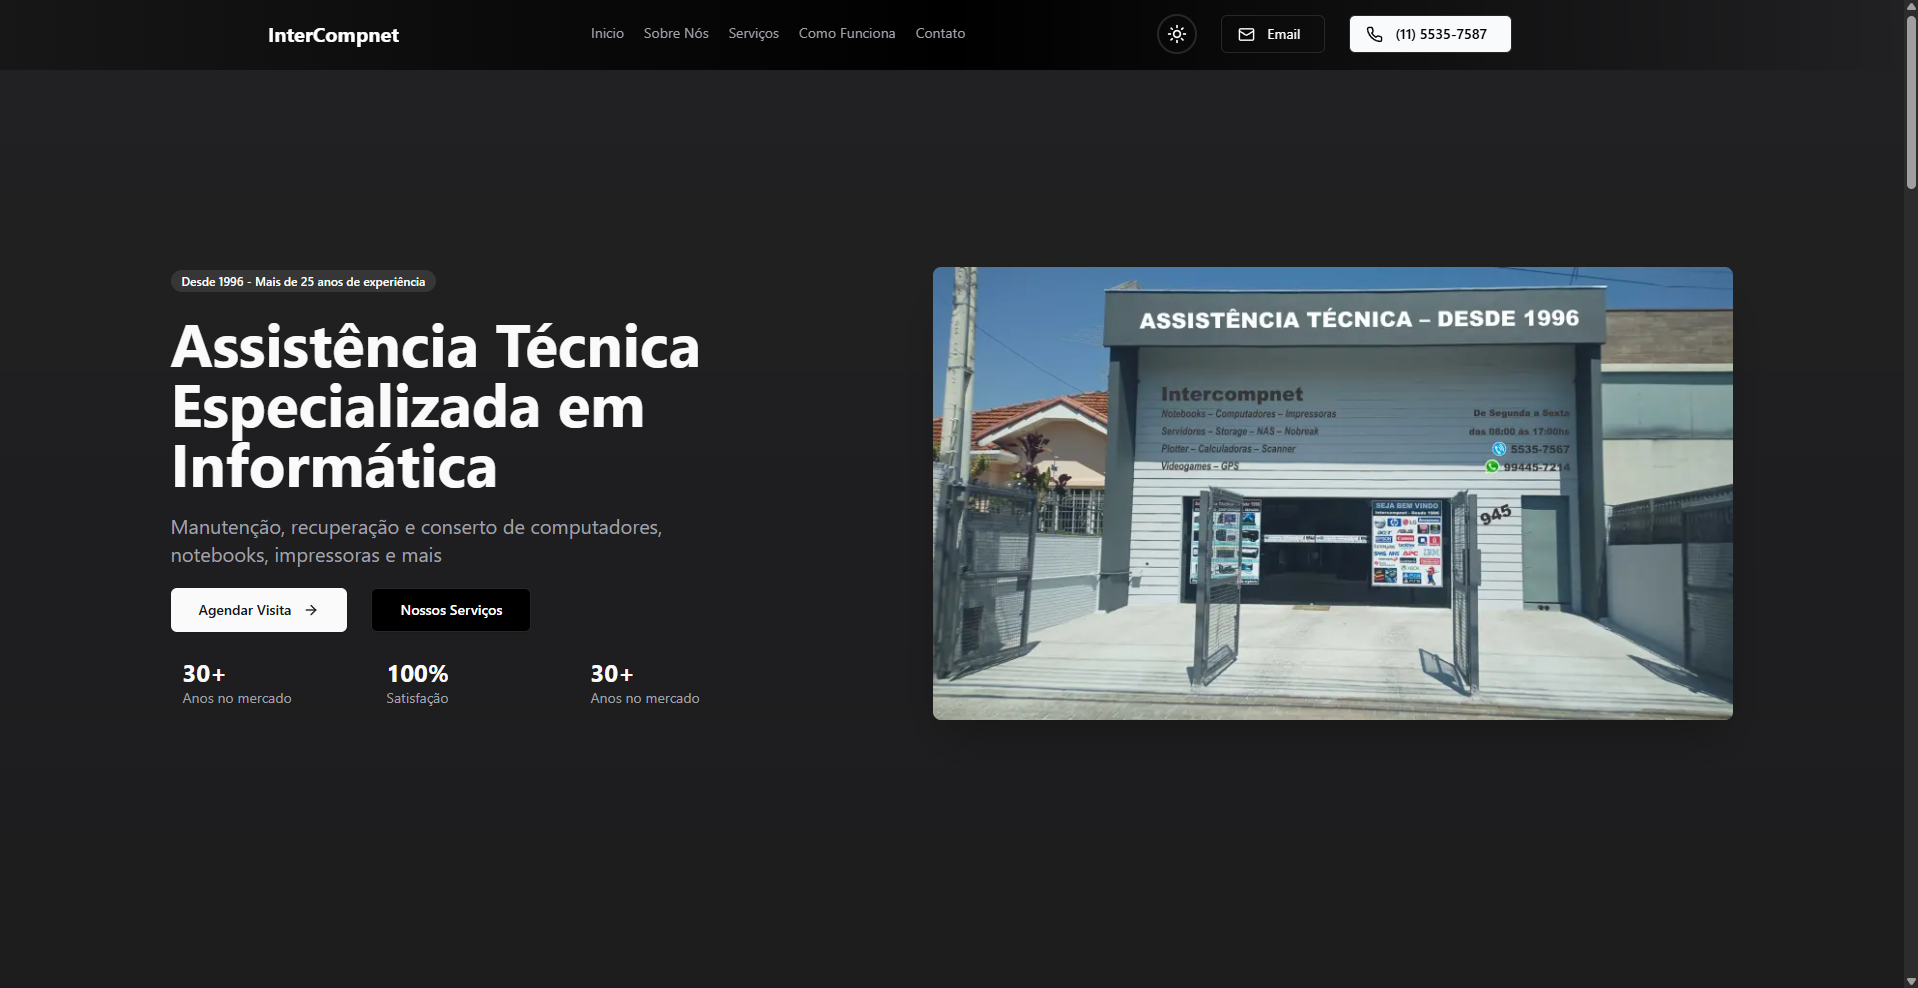 InterCompnet
Inicio
Sobre Nós
Serviços
Como Funciona
Contato
Email
(11) 5535-7587
Desde 1996 - Mais de 25 anos de experiência
Assistência Técnica
Especializada em
Informática
Manutenção, recuperação e conserto de computadores,
notebooks, impressoras e mais
Agendar Visita
Nossos Serviços
30+
Anos no mercado
100%
Satisfação
30+
Anos no mercado
ASSISTÊNCIA TÉCNICA – DESDE 1996
Intercompnet
Notebooks – Computadores – Impressoras
Servidores – Storage – NAS – Nobreak
Plotter – Calculadoras – Scanner
Videogames – GPS
De Segunda a Sexta
das 08:00 às 17:00hs
5535-7567
99445-7214
945
SEJA BEM VINDO
Intercompnet - Desde 1996